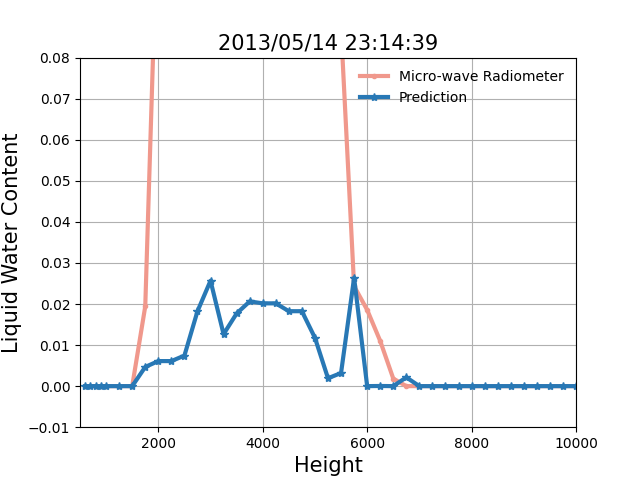 2013/05/14 23:14:39
Micro-wave Radiometer
Prediction
Liquid Water Content
0.08
0.07
0.06
0.05
0.04
0.03
0.02
0.01
0.00
−0.01
2000 4000 6000 8000 10000
Height